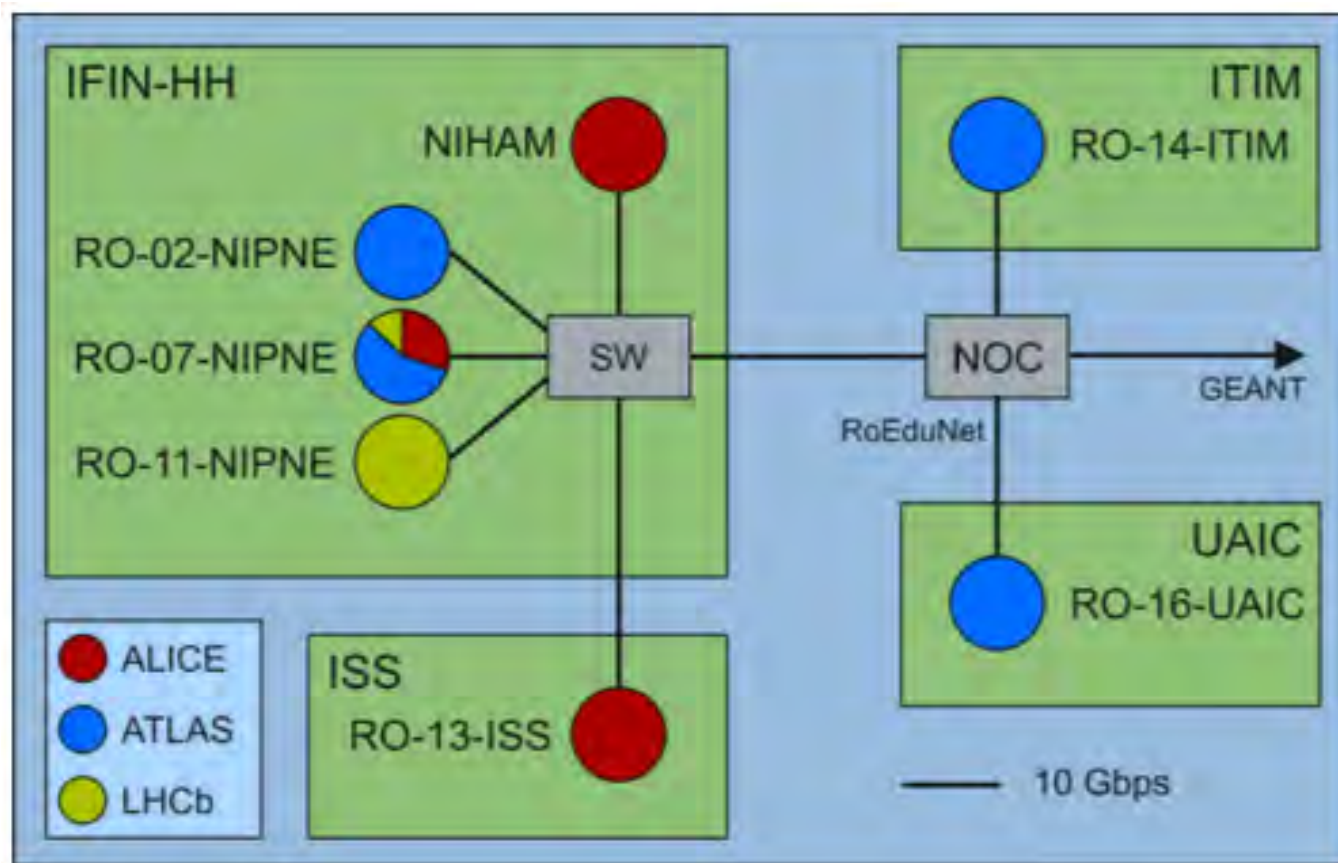 IFIN-HH
NIHAM
RO-02-NIPNE
RO-07-NIPNE
RO-11-NIPNE
SW
ITIM
RO-14-ITIM
NOC
GEANT
RoEduNet
UAIC
RO-16-UAIC
ISS
RO-13-ISS
ALICE
ATLAS
LHCb
10 Gbps